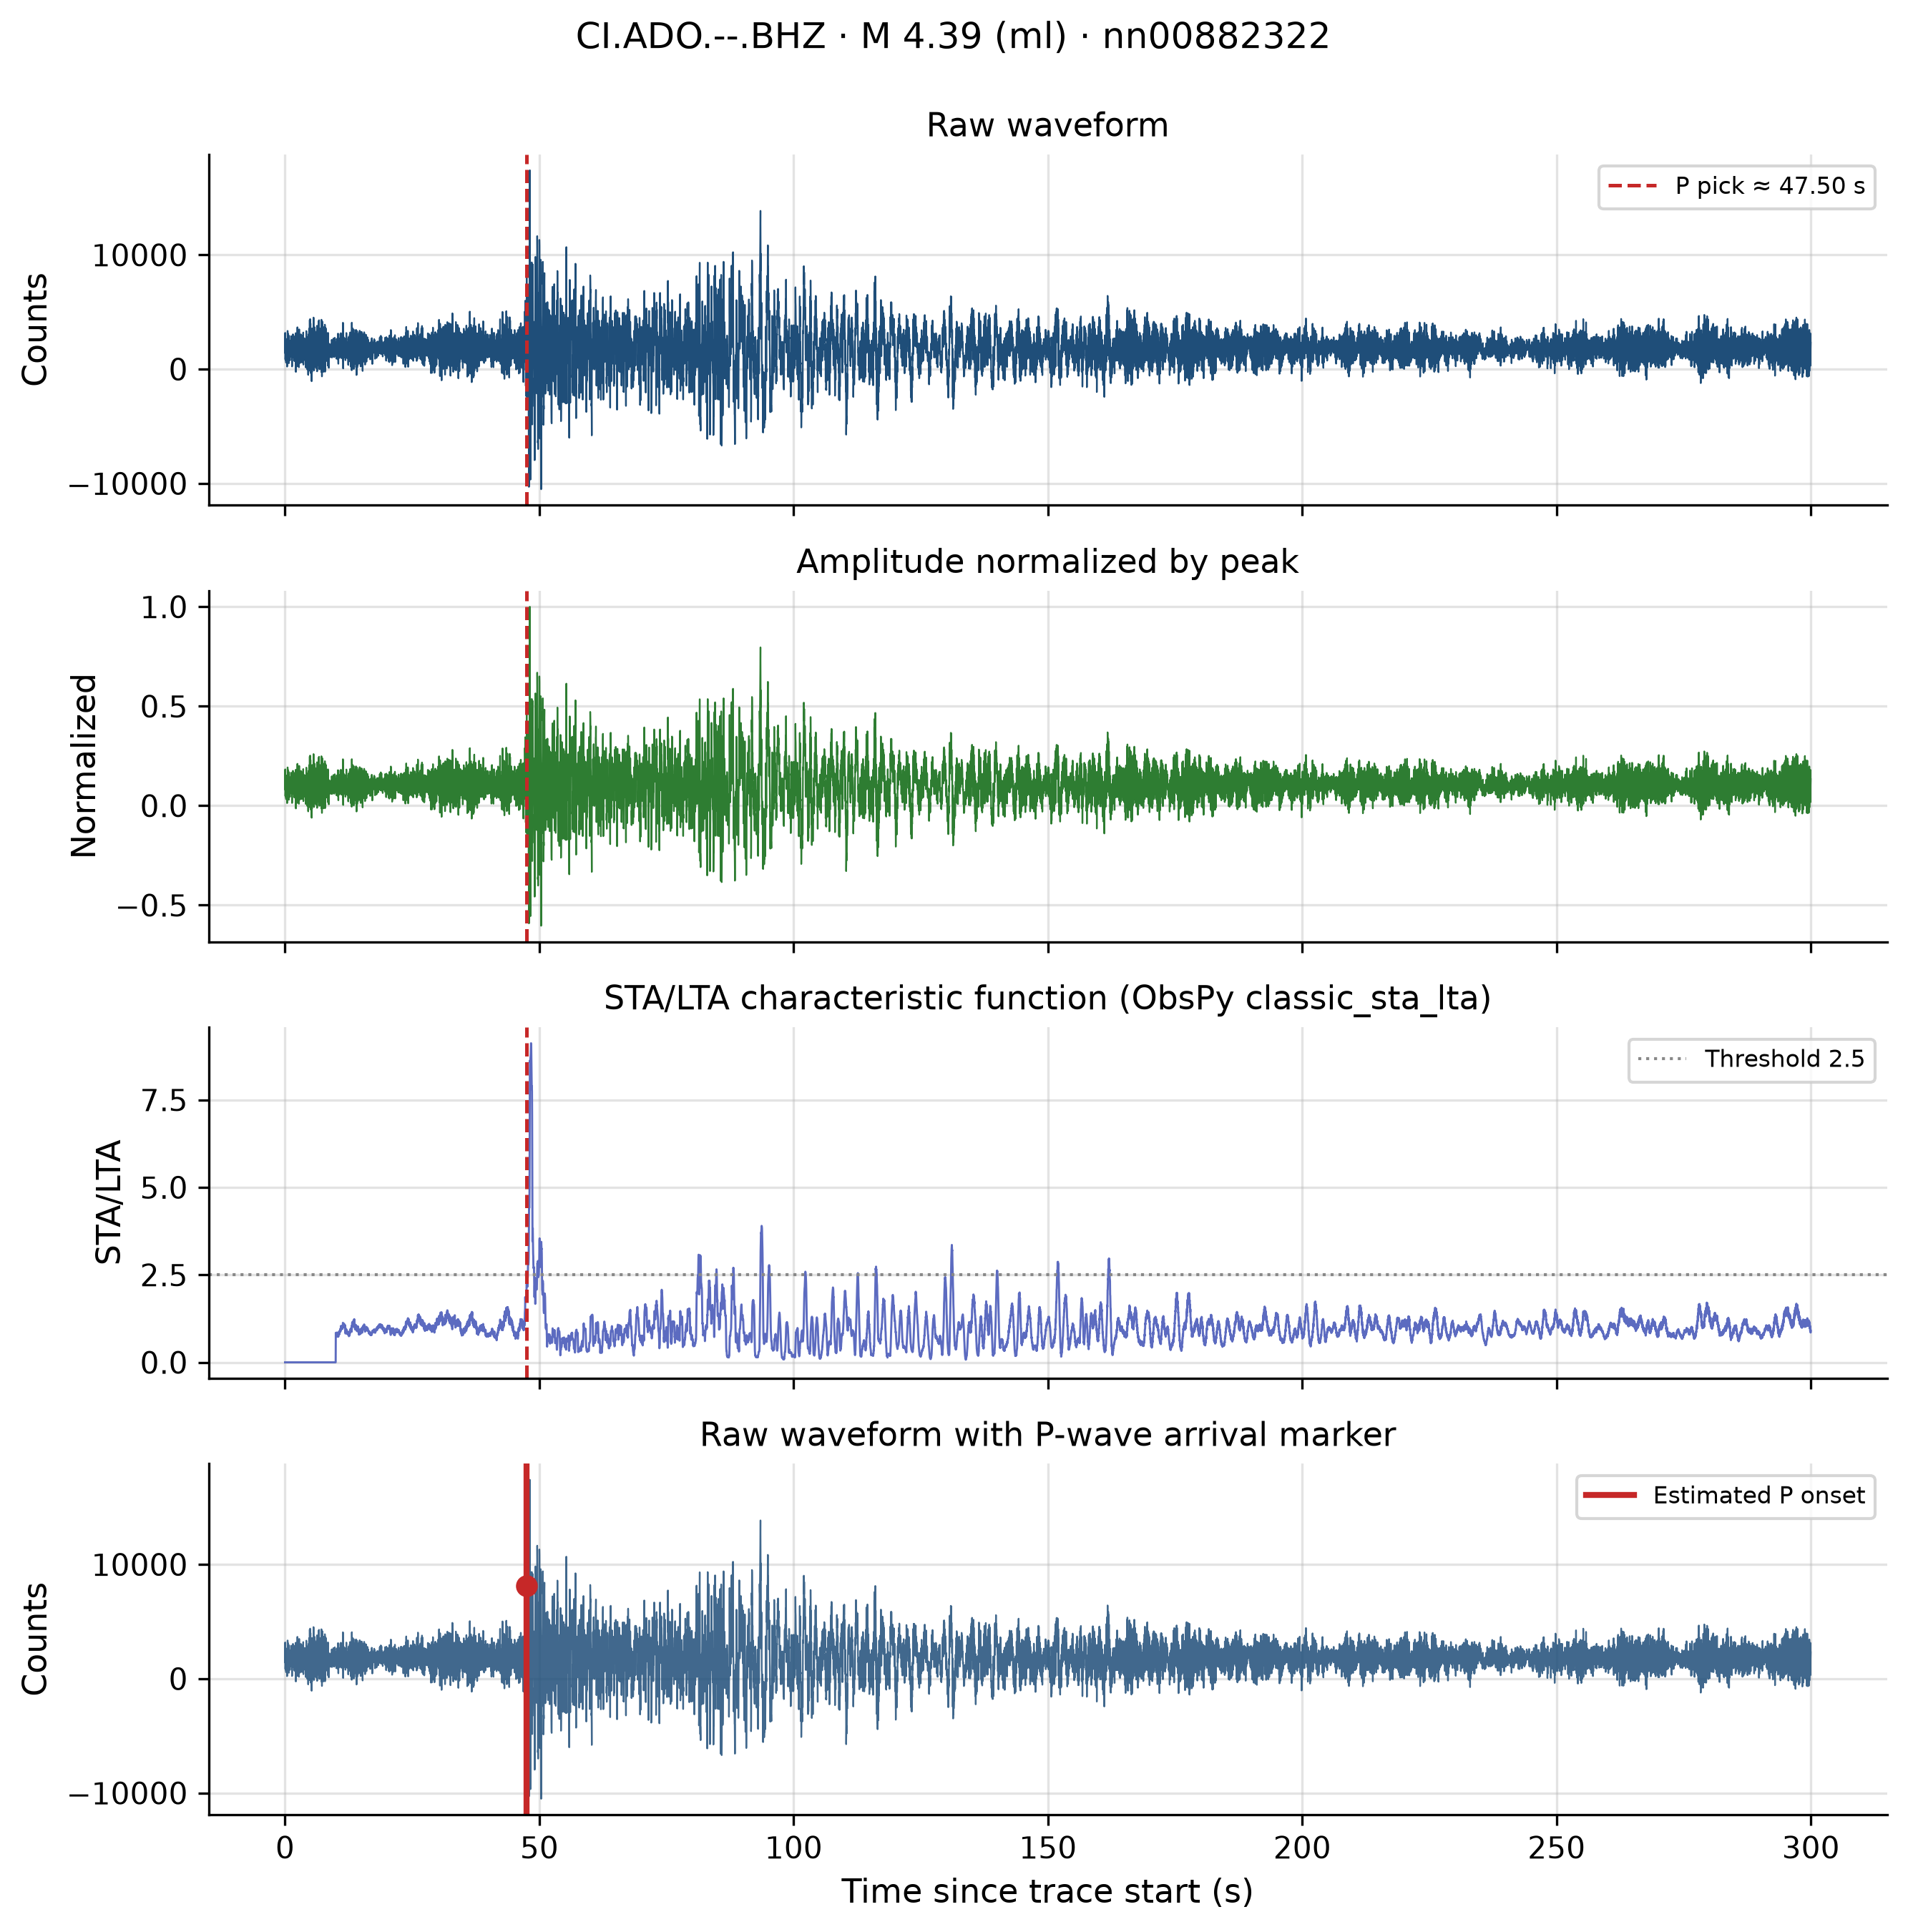 CI.ADO.--.BHZ · M 4.39 (ml) · nn00882322
Raw waveform
P pick ≈ 47.50 s
Counts
10000
0
−10000
Amplitude normalized by peak
Normalized
1.0
0.5
0.0
−0.5
STA/LTA characteristic function (ObsPy classic_sta_lta)
Threshold 2.5
STA/LTA
7.5
5.0
2.5
0.0
Raw waveform with P-wave arrival marker
Estimated P onset
Counts
10000
0
−10000
0 50 100 150 200 250 300
Time since trace start (s)